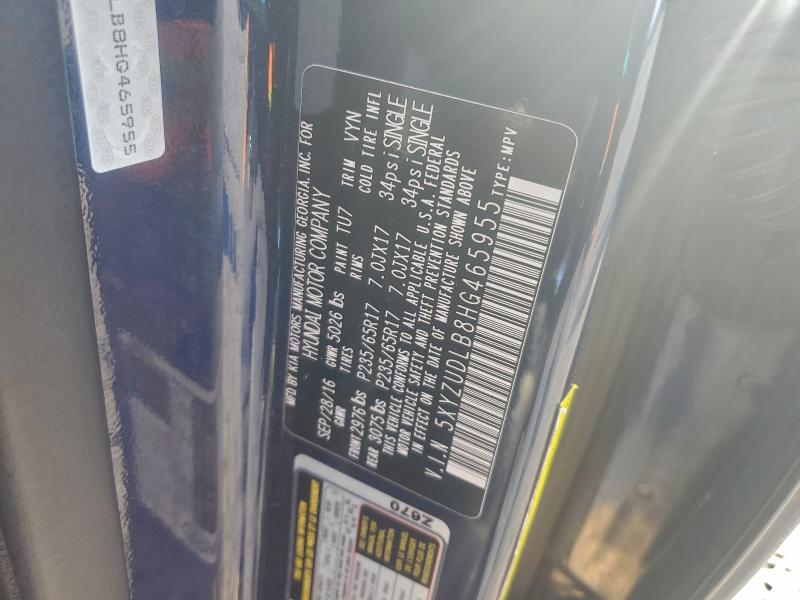 LB8HG465955
MFD BY KIA MOTORS MANUFACTURING GEORGIA, INC. FOR
HYUNDAI MOTOR COMPANY
SEP/28/16 GVWR 5026 lbs PAINT TU7 TRIM VYN
GAWR TIRES RIMS COLD TIRE INFL
FRONT 2976 lbs P235/65R17 7.0JX17 34psi SINGLE
REAR 3075 lbs P235/65R17 7.0JX17 34psi SINGLE
THIS VEHICLE CONFORMS TO ALL APPLICABLE U.S.A. FEDERAL
MOTOR VEHICLE SAFETY AND THEFT PREVENTION STANDARDS
IN EFFECT ON THE DATE OF MANUFACTURE SHOWN ABOVE
V.I.N 5XYZUDLB8HG465955 TYPE:MPV
Z670